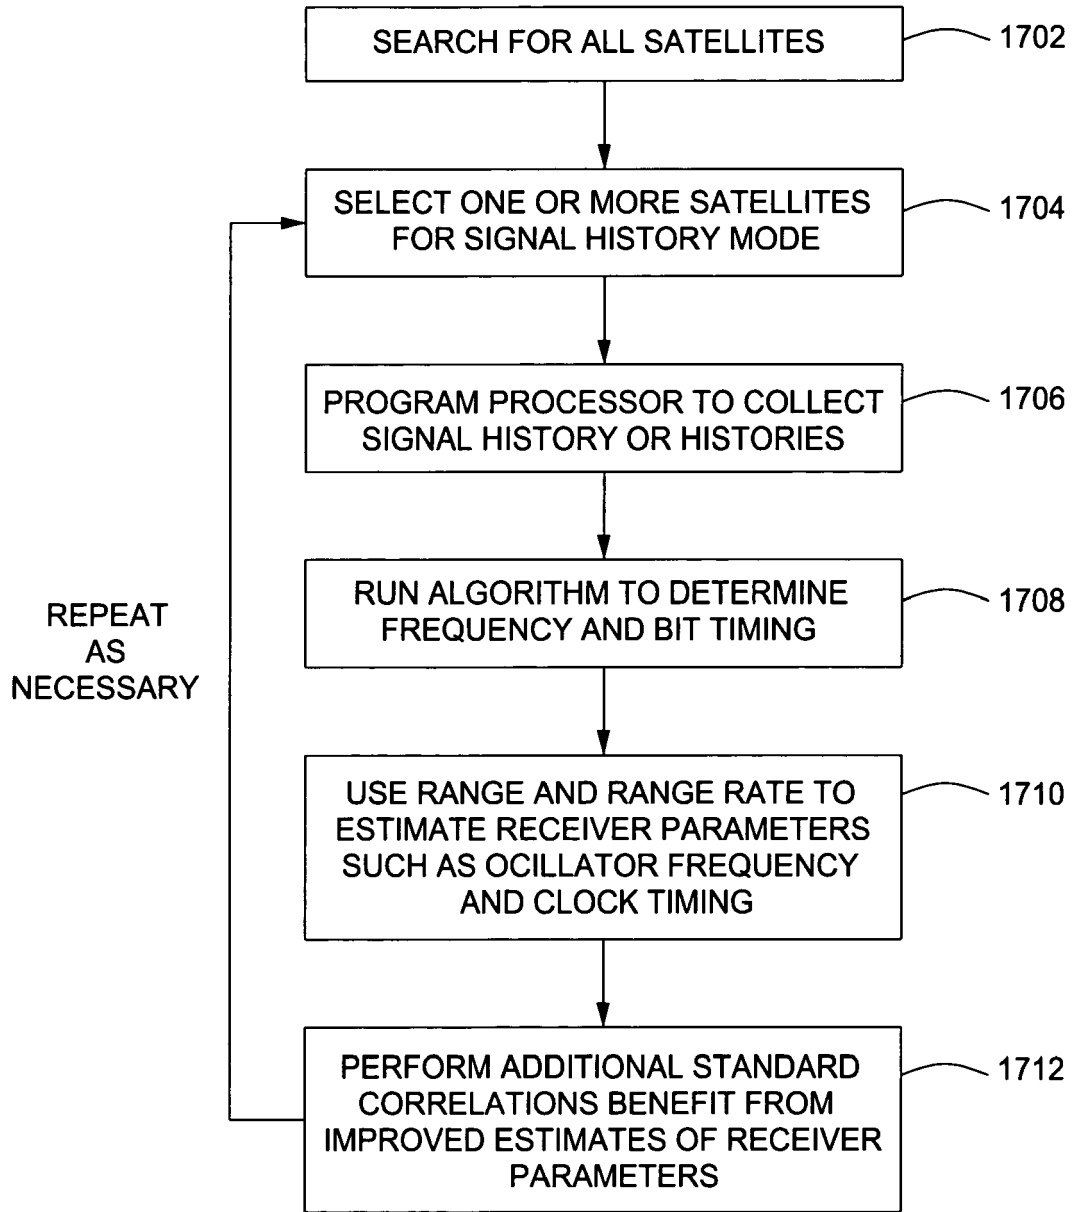 SEARCH FOR ALL SATELLITES
1702
SELECT ONE OR MORE SATELLITES
FOR SIGNAL HISTORY MODE
1704
PROGRAM PROCESSOR TO COLLECT
SIGNAL HISTORY OR HISTORIES
1706
RUN ALGORITHM TO DETERMINE
FREQUENCY AND BIT TIMING
1708
REPEAT
AS
NECESSARY
USE RANGE AND RANGE RATE TO
ESTIMATE RECEIVER PARAMETERS
SUCH AS OCILLATOR FREQUENCY
AND CLOCK TIMING
1710
PERFORM ADDITIONAL STANDARD
CORRELATIONS BENEFIT FROM
IMPROVED ESTIMATES OF RECEIVER
PARAMETERS
1712